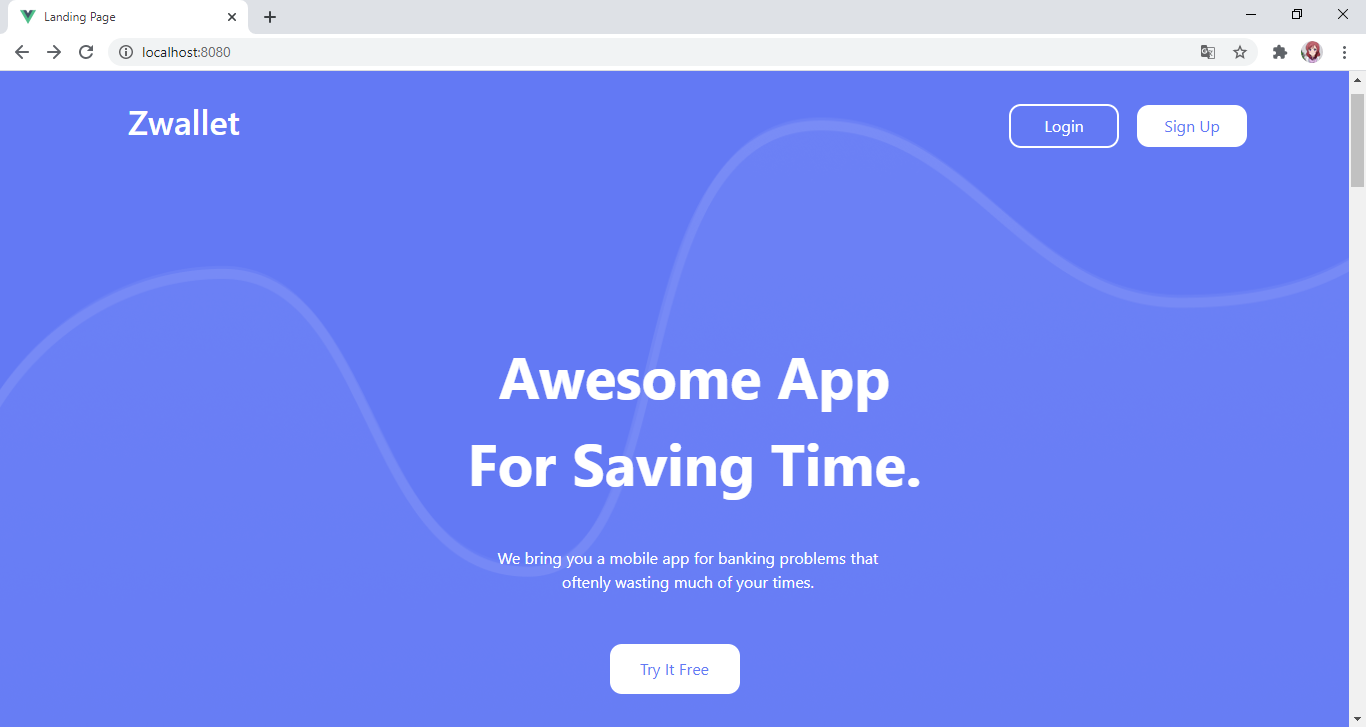 Landing Page
localhost:8080
Zwallet
Login
Sign Up
Awesome App
For Saving Time.
We bring you a mobile app for banking problems that
oftenly wasting much of your times.
Try It Free